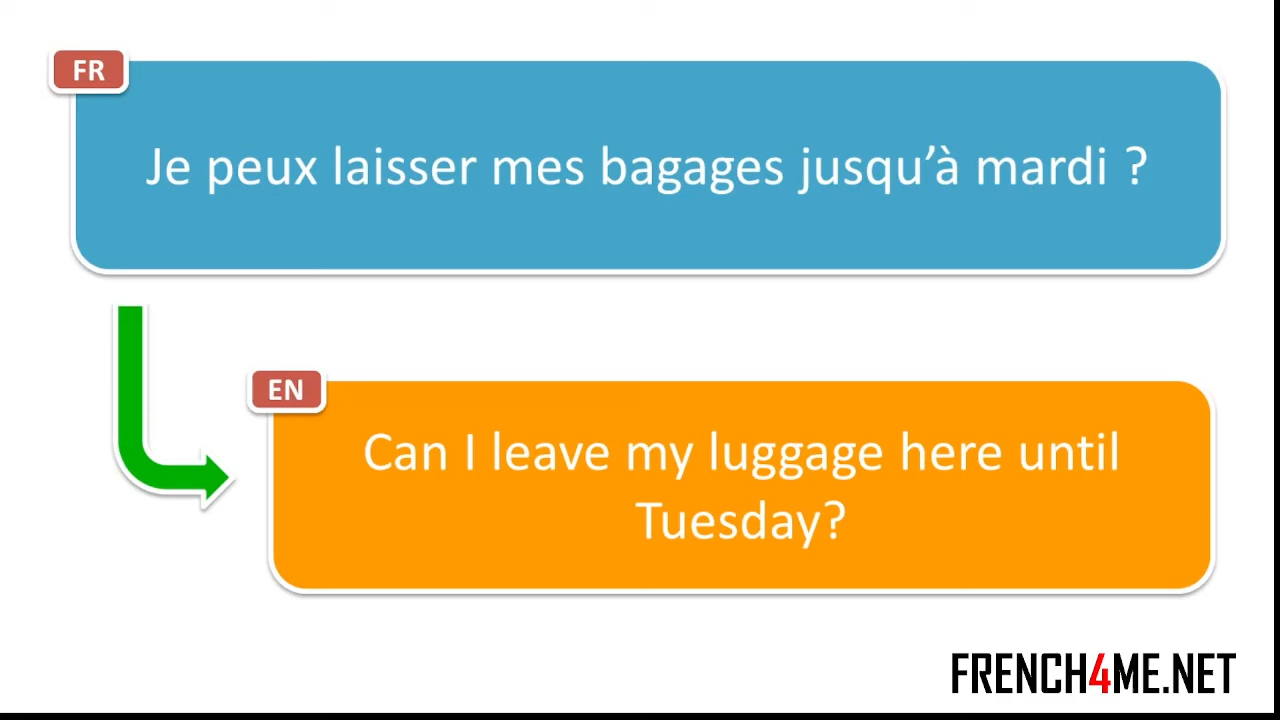 FR
Je peux laisser mes bagages jusqu’à mardi ?
EN
Can I leave my luggage here until
Tuesday?
FRENCH4ME.NET